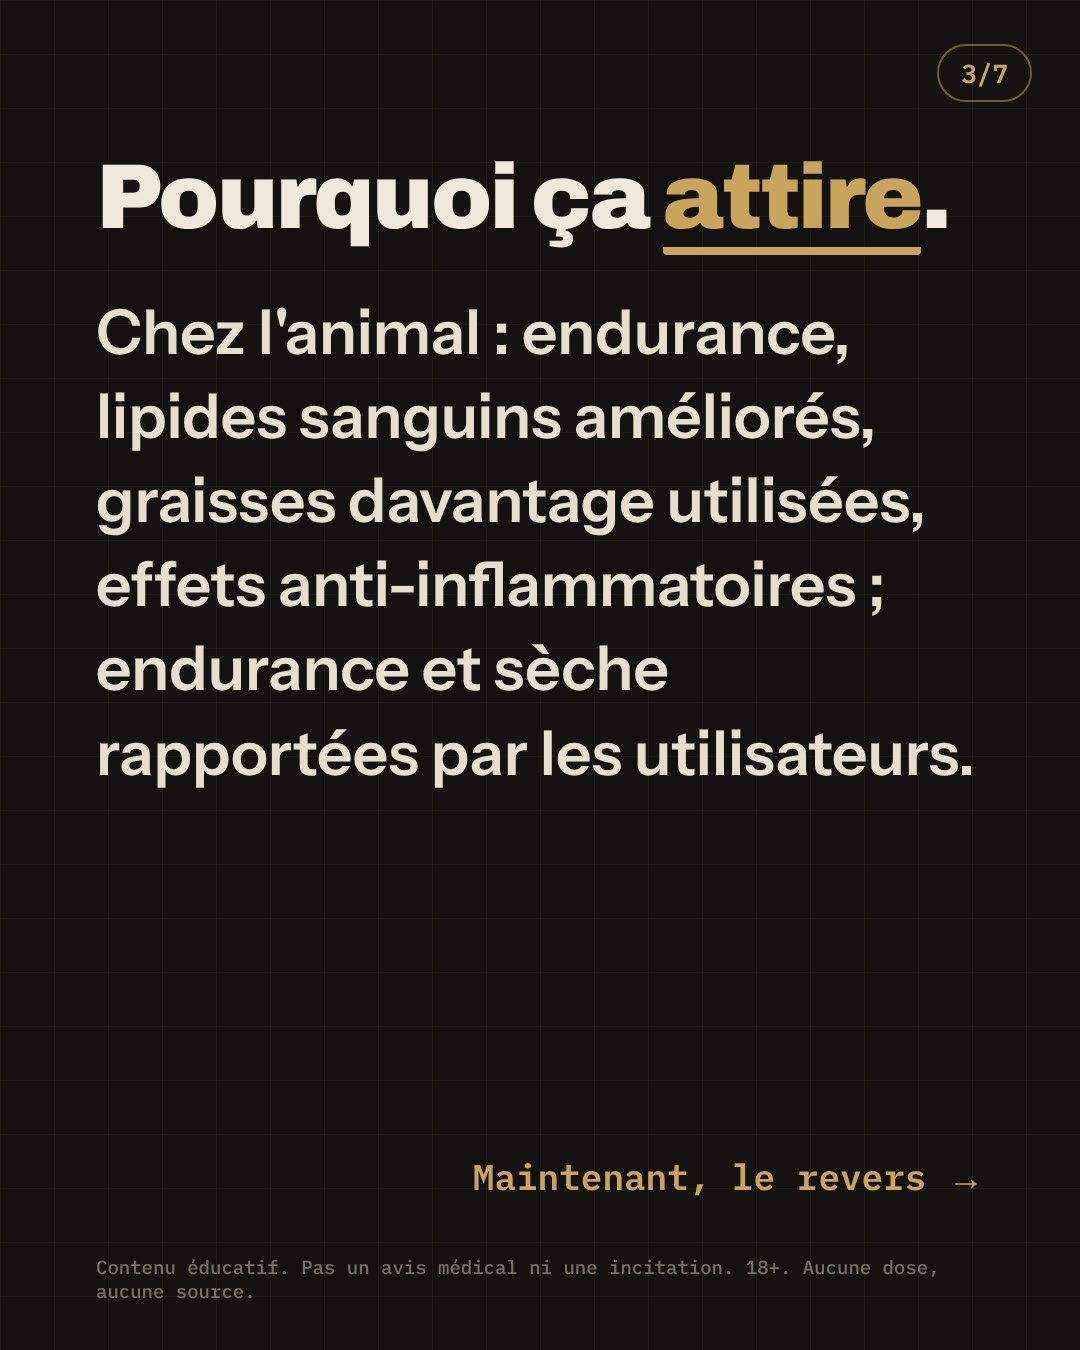 3/7
Pourquoi ça attire.
Chez l'animal : endurance,
lipides sanguins améliorés,
graisses davantage utilisées,
effets anti-inflammatoires ;
endurance et sèche
rapportées par les utilisateurs.
Maintenant, le revers →
Contenu éducatif. Pas un avis médical ni une incitation. 18+. Aucune dose,
aucune source.